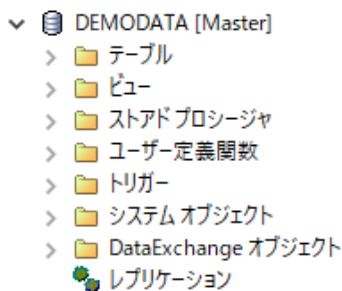 DEMODATA [Master]
テーブル
ビュー
ストアド プロシージャ
ユーザー定義関数
トリガー
システム オブジェクト
DataExchange オブジェクト
レプリケーション